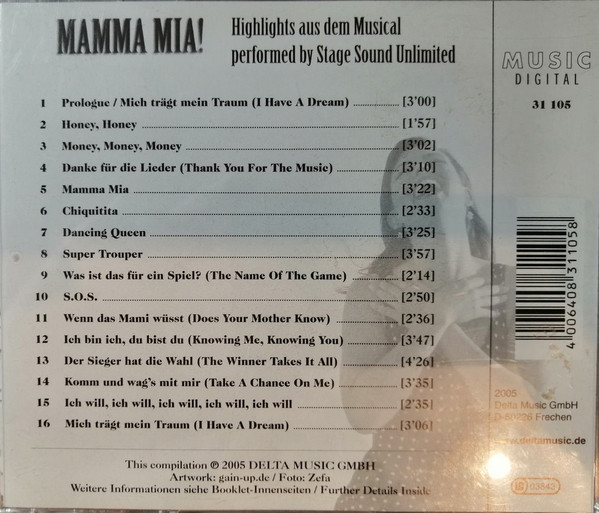 MAMMA MIA!
Highlights aus dem Musical
performed by Stage Sound Unlimited
MUSIC
DIGITAL
31 105
1 Prologue / Mich trägt mein Traum (I Have A Dream) [3'00]
2 Honey, Honey [1'57]
3 Money, Money, Money [3'02]
4 Danke für die Lieder (Thank You For The Music) [3'10]
5 Mamma Mia [3'22]
6 Chiquitita [2'33]
7 Dancing Queen [3'25]
8 Super Trouper [3'57]
9 Was ist das für ein Spiel? (The Name Of The Game) [2'14]
10 S.O.S. [2'50]
11 Wenn das Mami wüsst (Does Your Mother Know) [2'36]
12 Ich bin ich, du bist du (Knowing Me, Knowing You) [3'47]
13 Der Sieger hat die Wahl (The Winner Takes It All) [4'26]
14 Komm und wag's mit mir (Take A Chance On Me) [3'35]
15 Ich will, ich will, ich will, ich will, ich will [2'35]
16 Mich trägt mein Traum (I Have A Dream) [3'06]
4 006408 311058
2005
Delta Music GmbH
D-50226 Frechen
www.deltamusic.de
This compilation ℗ 2005 DELTA MUSIC GMBH
Artwork: gain-up.de / Foto: Zefa
Weitere Informationen siehe Booklet-Innenseiten / Further Details Inside
LC 03843